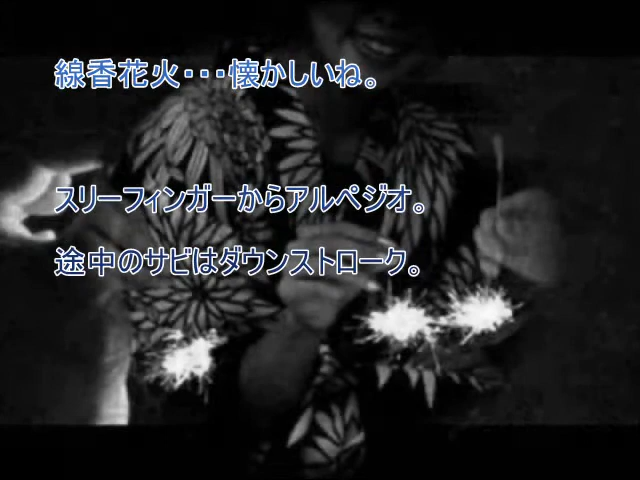 線香花火・・・懐かしいね。
スリーフィンガーからアルペジオ。
途中のサビはダウンストローク。